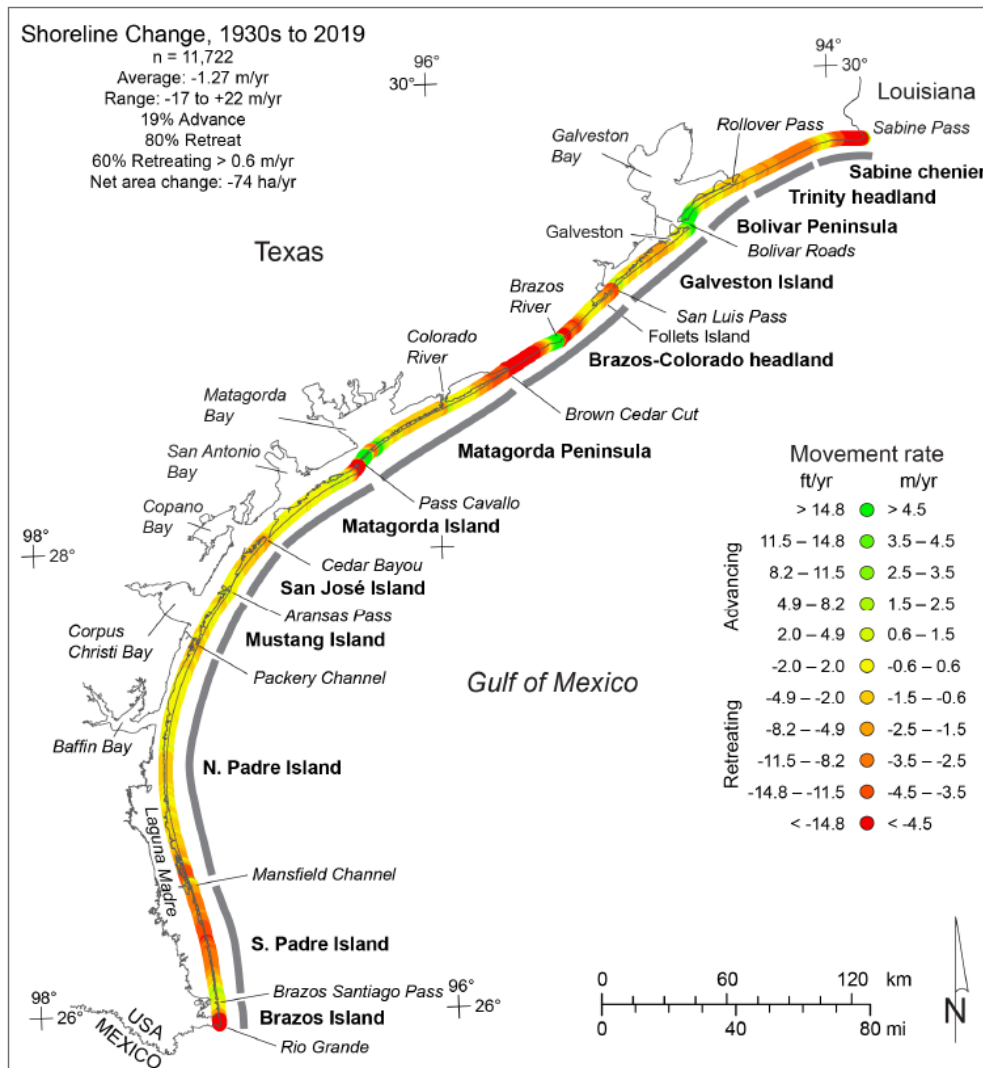 Shoreline Change, 1930s to 2019
n = 11,722
Average: -1.27 m/yr
Range: -17 to +22 m/yr
19% Advance
80% Retreat
60% Retreating > 0.6 m/yr
Net area change: -74 ha/yr
96°
30°
94°
30°
Louisiana
Sabine Pass
Rollover Pass
Galveston
Bay
Sabine chenier
Trinity headland
Bolivar Peninsula
Bolivar Roads
Galveston
Texas
Galveston Island
Brazos
River
San Luis Pass
Follets Island
Brazos-Colorado headland
Colorado
River
Brown Cedar Cut
Matagorda
Bay
Matagorda Peninsula
San Antonio
Bay
Pass Cavallo
Copano
Bay
Matagorda Island
98°
28°
Cedar Bayou
San José Island
Aransas Pass
Mustang Island
Corpus
Christi Bay
Packery Channel
Gulf of Mexico
Baffin Bay
N. Padre Island
Laguna Madre
Mansfield Channel
S. Padre Island
Brazos Santiago Pass
98°
26°
96°
26°
Brazos Island
USA
MEXICO
Rio Grande
Movement rate
ft/yr m/yr
Advancing
> 14.8 > 4.5
11.5 – 14.8 3.5 – 4.5
8.2 – 11.5 2.5 – 3.5
4.9 – 8.2 1.5 – 2.5
2.0 – 4.9 0.6 – 1.5
-2.0 – 2.0 -0.6 – 0.6
Retreating
-4.9 – -2.0 -1.5 – -0.6
-8.2 – -4.9 -2.5 – -1.5
-11.5 – -8.2 -3.5 – -2.5
-14.8 – -11.5 -4.5 – -3.5
< -14.8 < -4.5
0 60 120 km
0 40 80 mi
N